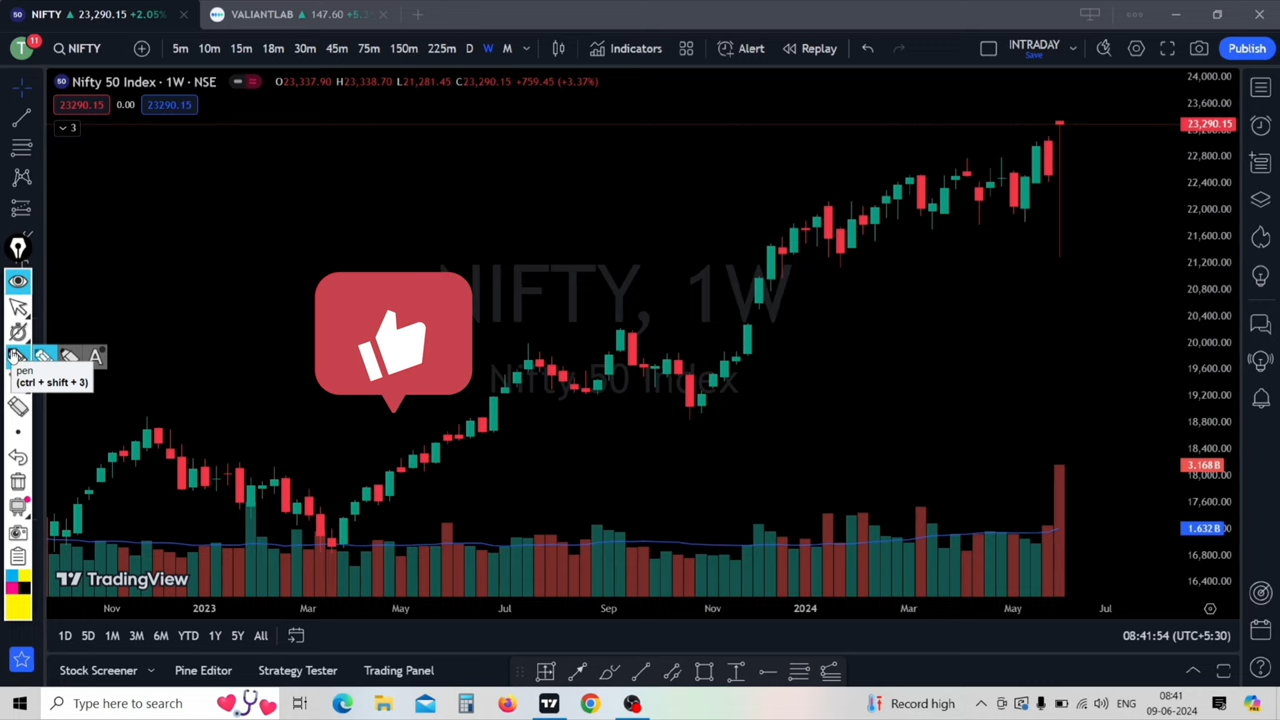 NIFTY ▲ 23,290.15 +2.05%
VALIANTLAB ▲ 147.60
T 11 NIFTY 5m 10m 15m 18m 30m 45m 75m 150m 225m D W M Indicators Alert Replay INTRADAY Save Publish
50 Nifty 50 Index · 1W · NSE O23,337.90 H23,338.70 L21,281.45 C23,290.15 +759.45 (+3.37%)
23290.15 0.00 23290.15
3
NIFTY, 1W
Nifty 50 Index
24,000.00
23,600.00
23,290.15
22,800.00
22,400.00
22,000.00
21,600.00
21,200.00
20,800.00
20,400.00
20,000.00
19,600.00
19,200.00
18,800.00
18,400.00
3.168B
18,000.00
17,600.00
1.632B
16,800.00
16,400.00
A
pen
(ctrl + shift + 3)
TradingView
Nov 2023 Mar May Jul Sep Nov 2024 Mar May Jul
1D 5D 1M 3M 6M YTD 1Y 5Y All 08:41:54 (UTC+5:30)
Stock Screener Pine Editor Strategy Tester Trading Panel
Type here to search Record high ENG 08:41
09-06-2024